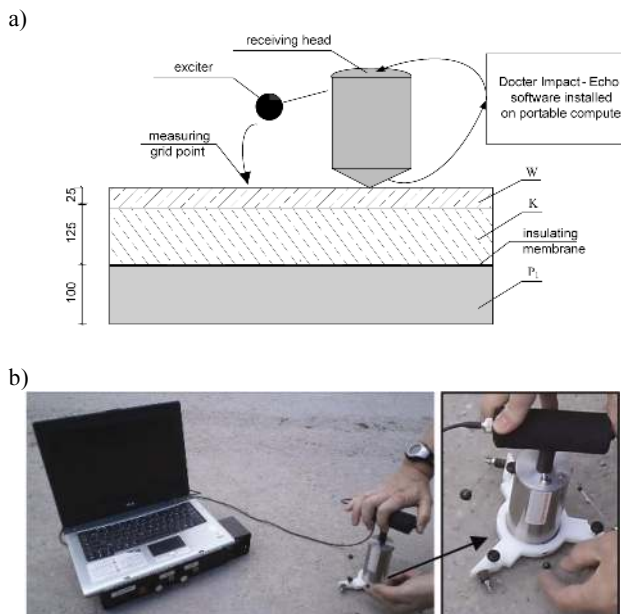 a)
receiving head
exciter
Docter Impact - Echo
software installed
on portable compute
measuring
grid point
W
K
insulating
membrane
P1
25
125
100
b)